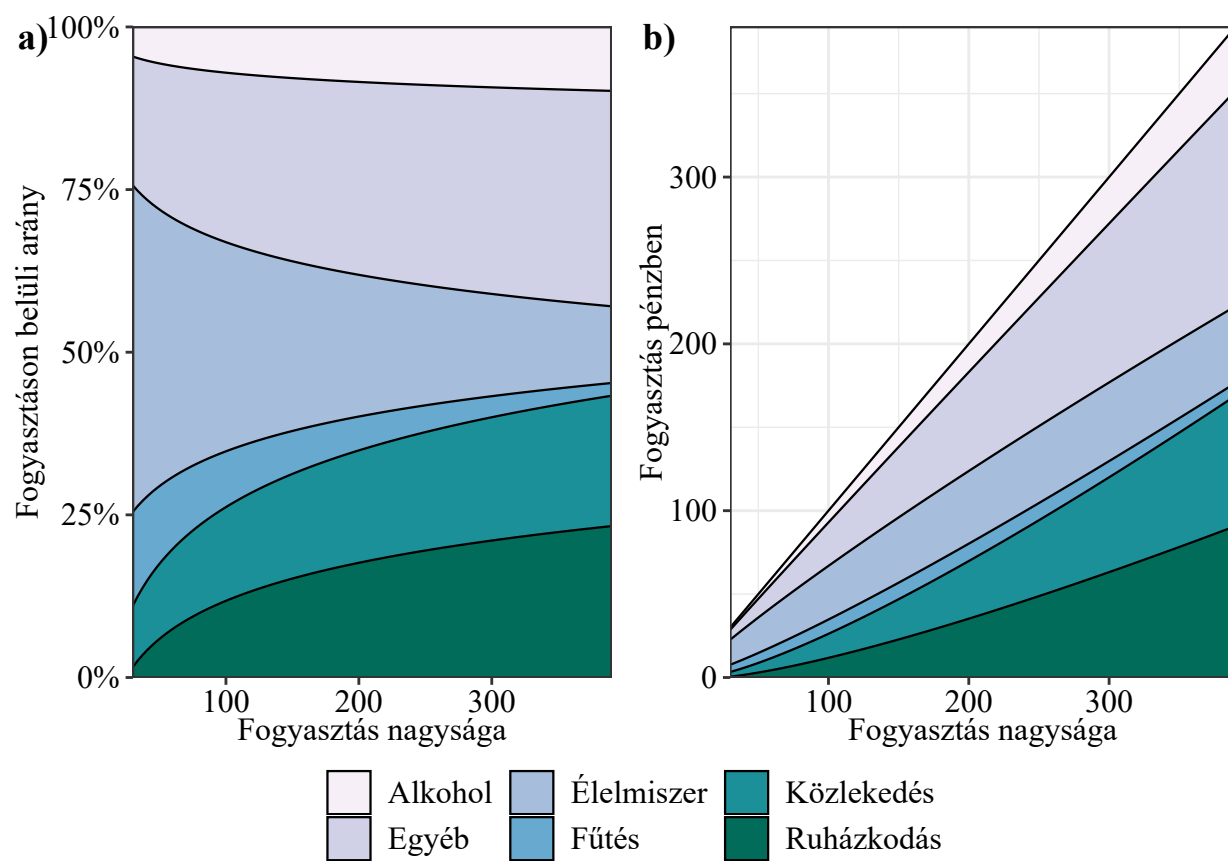 a)
100%
75%
50%
25%
0%
Fogyasztáson belüli arány
100 200 300
Fogyasztás nagysága
b)
300
200
100
0
Fogyasztás pénzben
100 200 300
Fogyasztás nagysága
Alkohol Élelmiszer Közlekedés
Egyéb Fűtés Ruházkodás